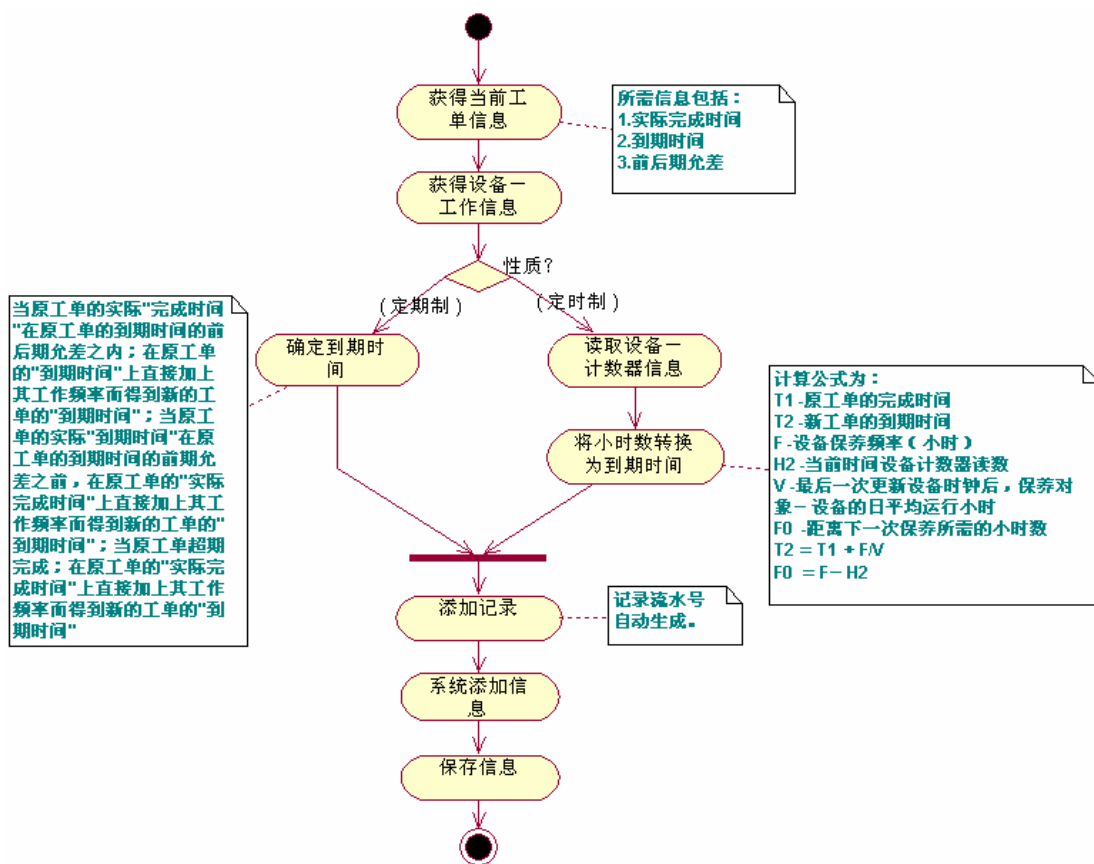 获得当前工
单信息
所需信息包括：
1.实际完成时间
2.到期时间
3.前后期允差
获得设备－
工作信息
性质?
(定期制)
(定时制)
当原工单的实际"完成时间
"在原工单的到期时间的前
后期允差之内；在原工单
的"到期时间"上直接加上
其工作频率而得到新的工
单的"到期时间"；当原工
单的实际"到期时间"在原
工单的到期时间的前期允
差之前，在原工单的"实际
完成时间"上直接加上其工
作频率而得到新的工单的"
到期时间"；当原工单超期
完成；在原工单的"实际完
成时间"上直接加上其工作
频率而得到新的工单的"到
期时间"
确定到期时
间
读取设备－
计数器信息
将小时数转换
为到期时间
计算公式为：
T1 -原工单的完成时间
T2 -新工单的到期时间
F -设备保养频率（小时）
H2 -当前时间设备计数器读数
V -最后一次更新设备时钟后，保养对
象－设备的日平均运行小时
F0 -距离下一次保养所需的小时数
T2 = T1 + F/V
F0 = F－H2
添加记录
记录流水号
自动生成。
系统添加信
息
保存信息